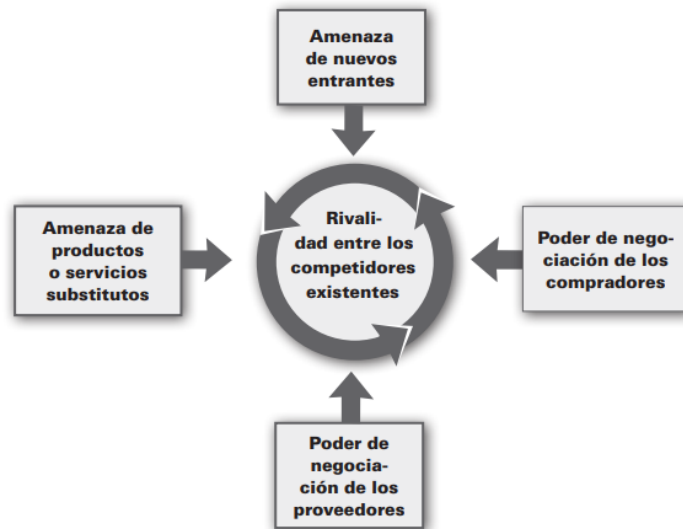 Amenaza
de nuevos
entrantes
Amenaza de
productos
o servicios
substitutos
Rivali-
dad entre los
competidores
existentes
Poder de nego-
ciación de los
compradores
Poder de
negocia-
ción de los
proveedores